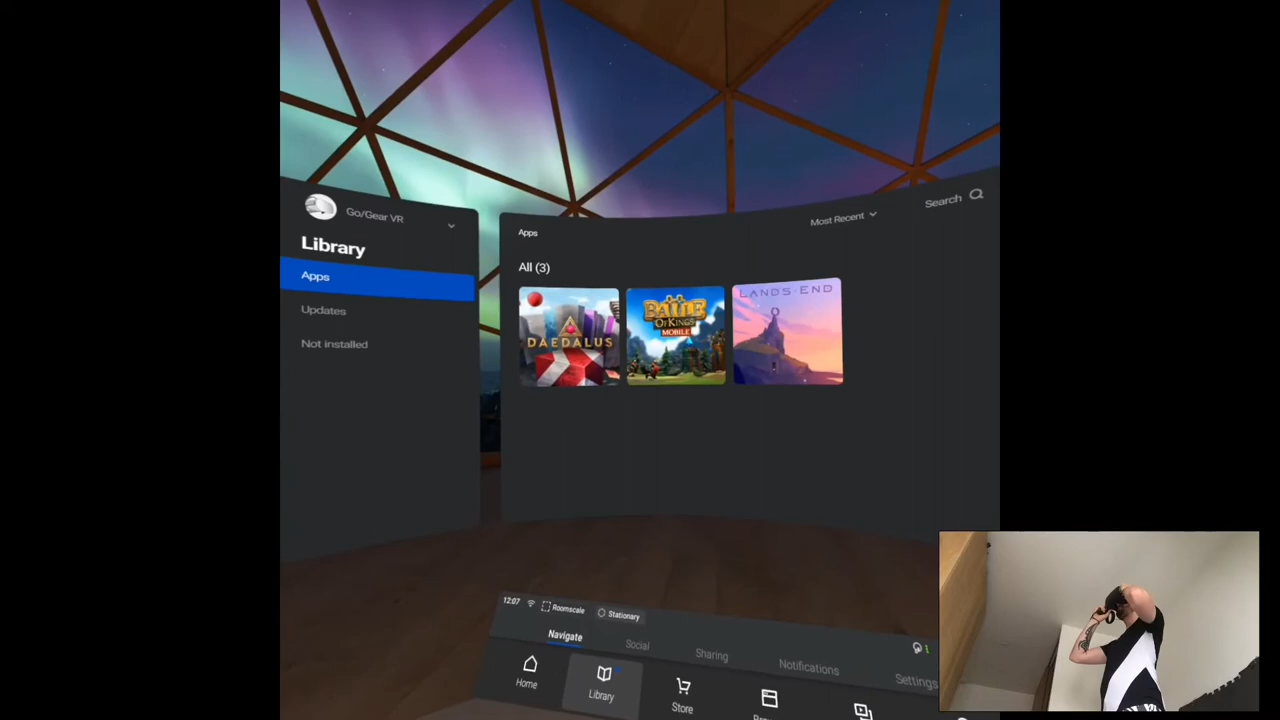 Go/Gear VR
Library
Apps
Updates
Not installed
Apps
Most Recent
Search
All (3)
DAEDALUS
BATTLE
OF KINGS
MOBILE
LANDS END
12:07 Roomscale Stationary
Navigate Social Sharing Notifications Settings
Home Library Store